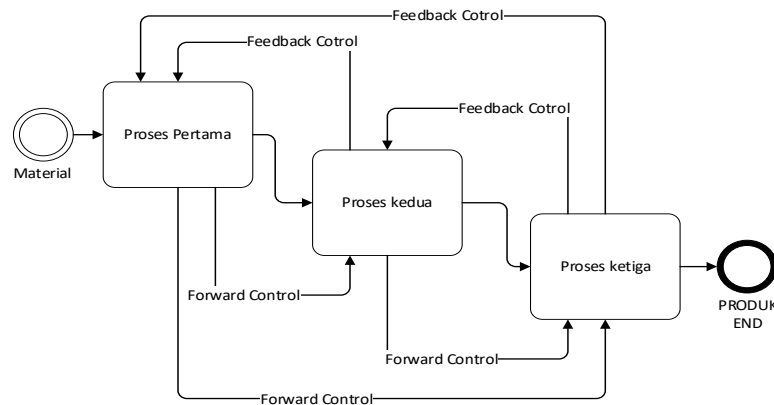 Feedback Cotrol
Feedback Cotrol
Feedback Cotrol
Proses Pertama
Material
Proses kedua
Proses ketiga
Forward Control
PRODUK
END
Forward Control
Forward Control